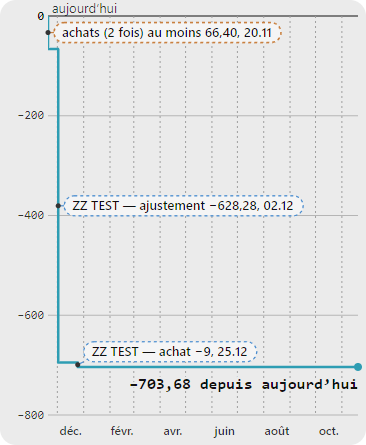 aujourd'hui
0
achats (2 fois) au moins 66,40, 20.11
−200
ZZ TEST — ajustement −628,28, 02.12
−400
−600
ZZ TEST — achat −9, 25.12
−703,68 depuis aujourd’hui
−800
déc. févr. avr. juin août oct.